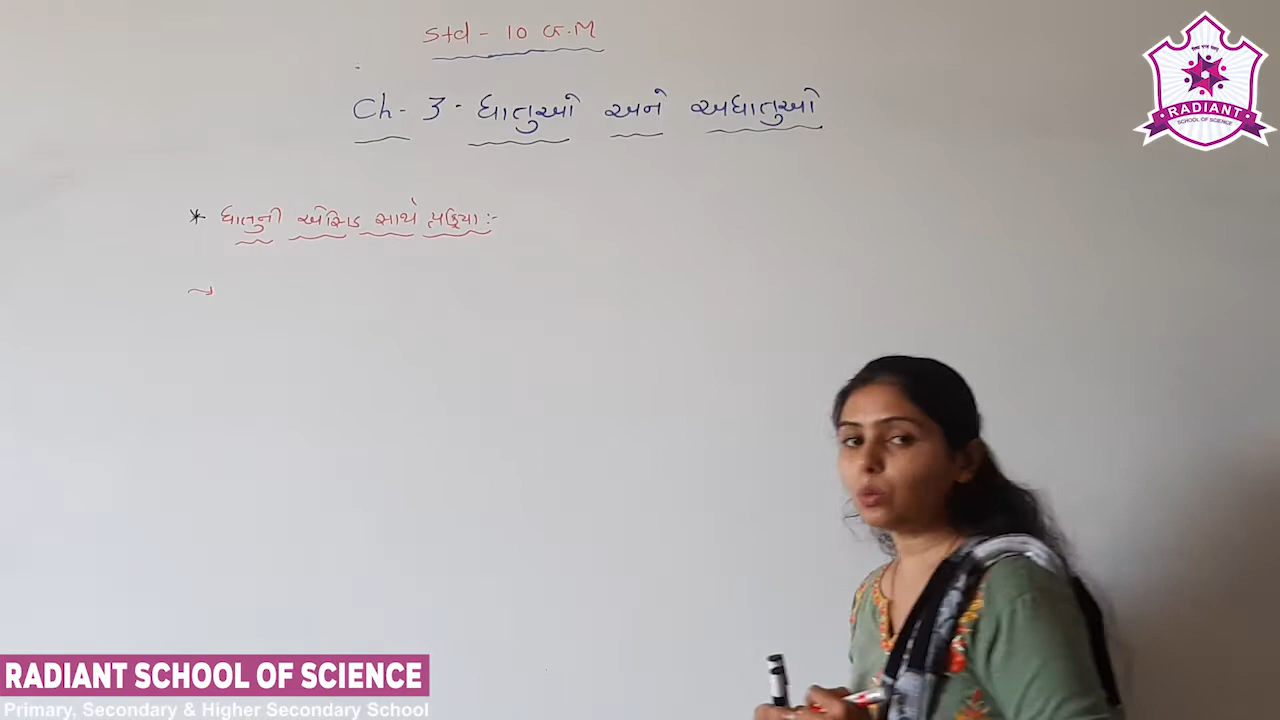 Std - 10 G.M
Ch - 3 - ધાતુઓ અને અધાતુઓ
* ધાતુની એસિડ સાથે પ્રક્રિયા :-
RADIANT
SCHOOL OF SCIENCE
RADIANT SCHOOL OF SCIENCE
Primary, Secondary & Higher Secondary School